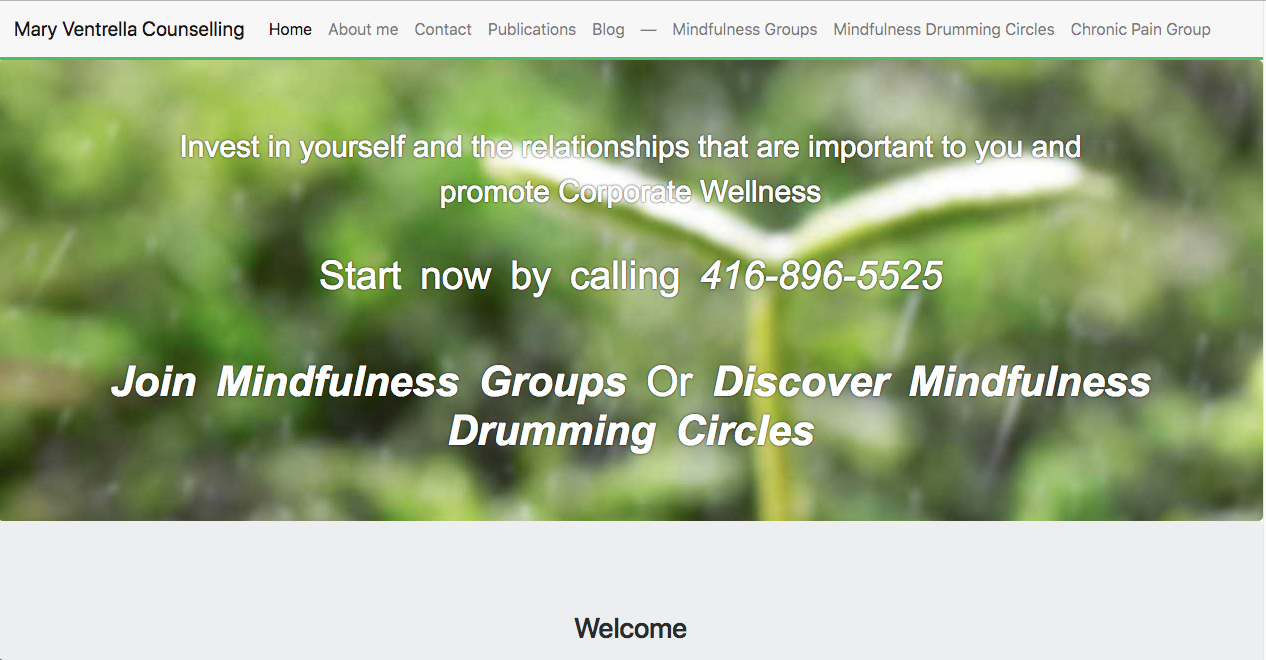 Mary Ventrella Counselling Home About me Contact Publications Blog — Mindfulness Groups Mindfulness Drumming Circles Chronic Pain Group
Invest in yourself and the relationships that are important to you and
promote Corporate Wellness
Start now by calling 416-896-5525
Join Mindfulness Groups Or Discover Mindfulness
Drumming Circles
Welcome